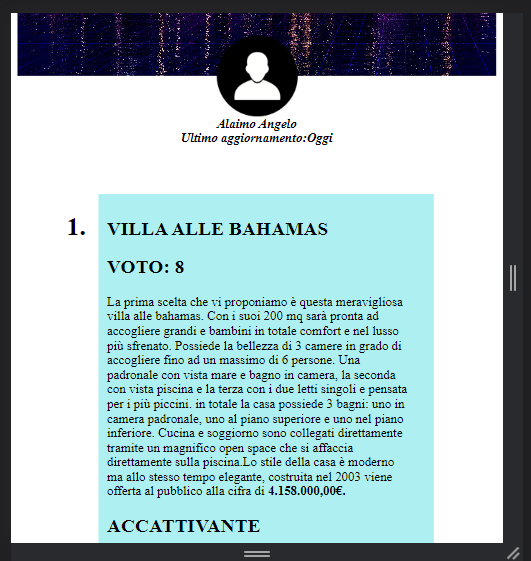 Alaimo Angelo
Ultimo aggiornamento:Oggi
1. VILLA ALLE BAHAMAS
VOTO: 8
La prima scelta che vi proponiamo è questa meravigliosa
villa alle bahamas. Con i suoi 200 mq sarà pronta ad
accogliere grandi e bambini in totale comfort e nel lusso
più sfrenato. Possiede la bellezza di 3 camere in grado di
accogliere fino ad un massimo di 6 persone. Una
padronale con vista mare e bagno in camera, la seconda
con vista piscina e la terza con i due letti singoli e pensata
per i più piccini. in totale la casa possiede 3 bagni: uno in
camera padronale, uno al piano superiore e uno nel piano
inferiore. Cucina e soggiorno sono collegati direttamente
tramite un magnifico open space che si affaccia
direttamente sulla piscina.Lo stile della casa è moderno
ma allo stesso tempo elegante, costruita nel 2003 viene
offerta al pubblico alla cifra di 4.158.000,00€.
ACCATTIVANTE